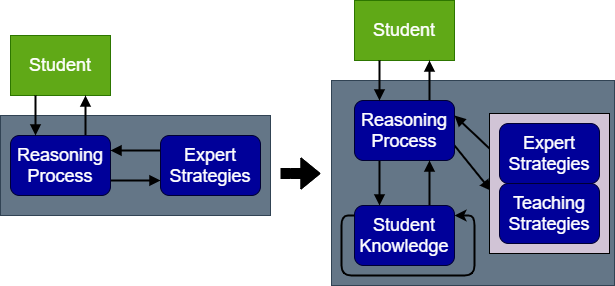 Student
Reasoning
Process
Expert
Strategies
Student
Reasoning
Process
Expert
Strategies
Teaching
Strategies
Student
Knowledge